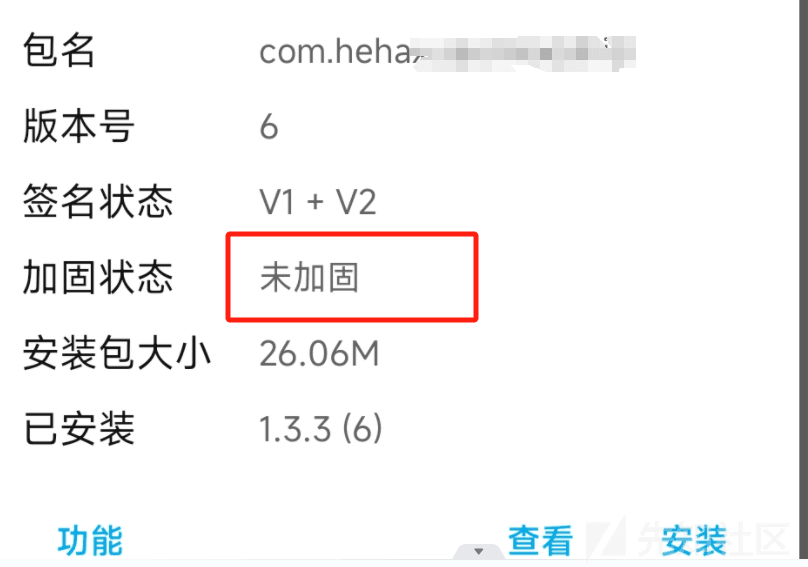 包名 com.heha
版本号 6
签名状态 V1 + V2
加固状态 未加固
安装包大小 26.06M
已安装 1.3.3 (6)
功能 查看 安装